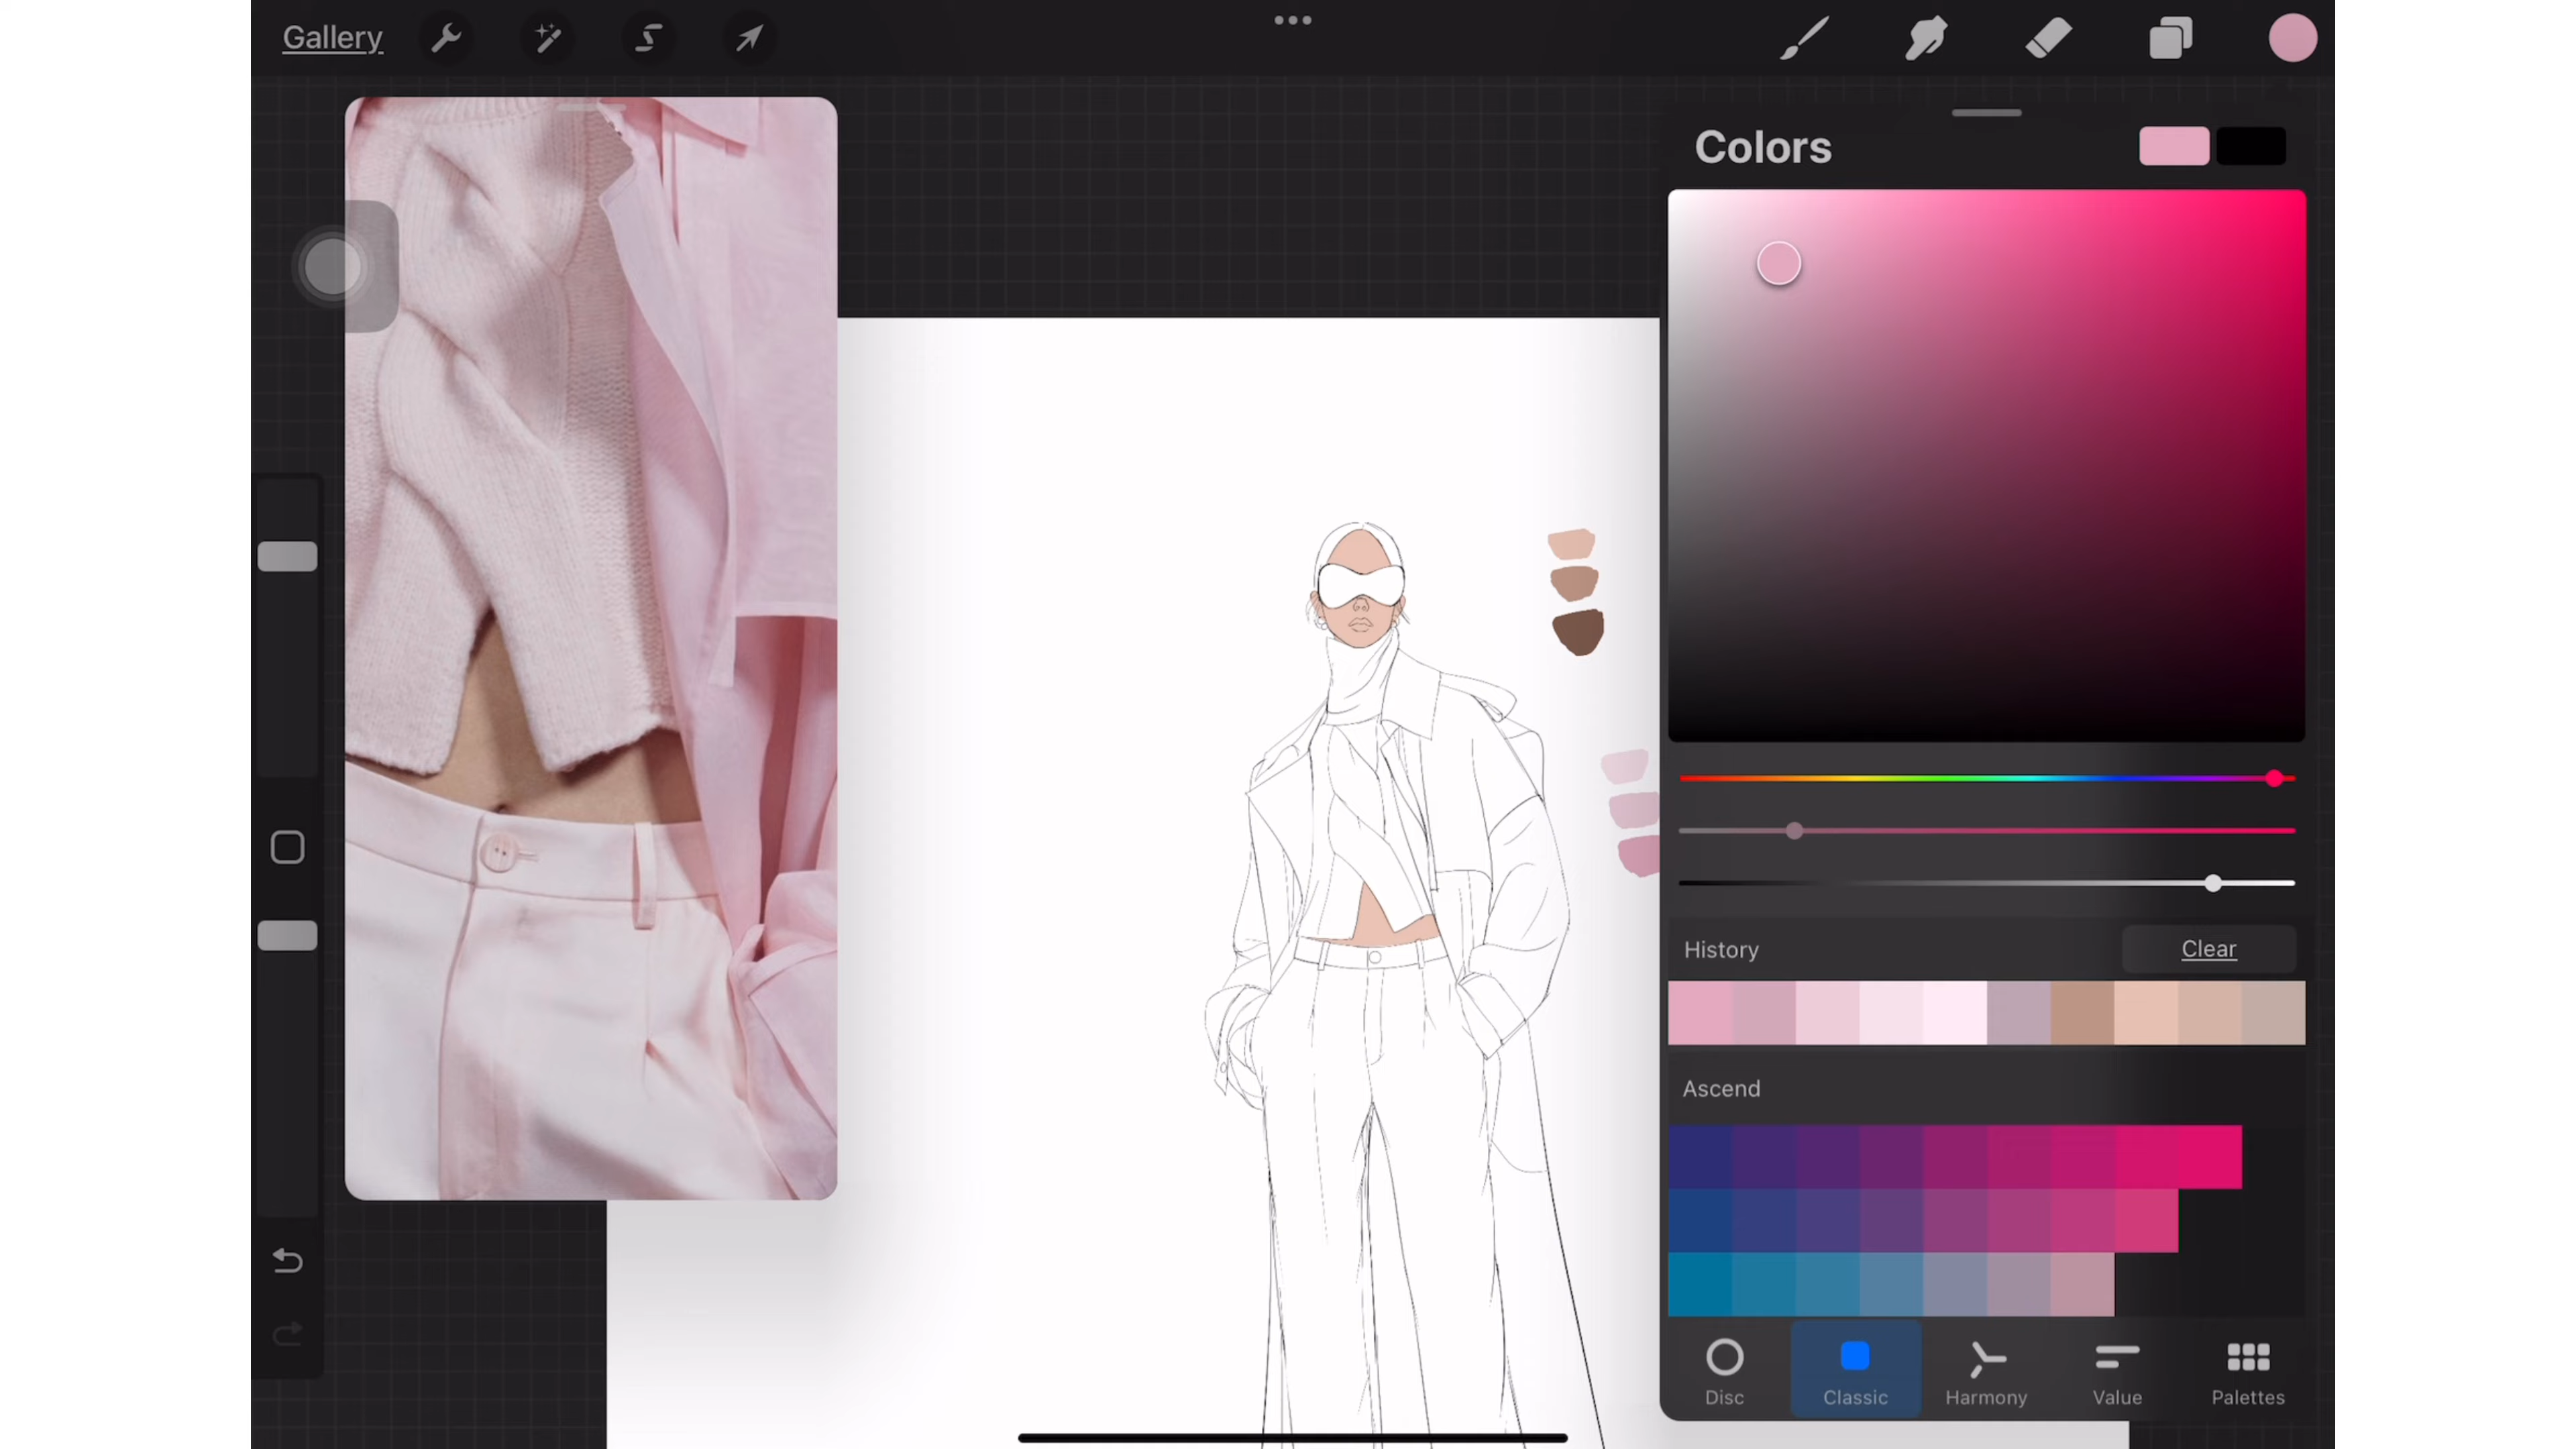 Gallery
Colors
History
Clear
Ascend
Disc
Classic
Harmony
Value
Palettes